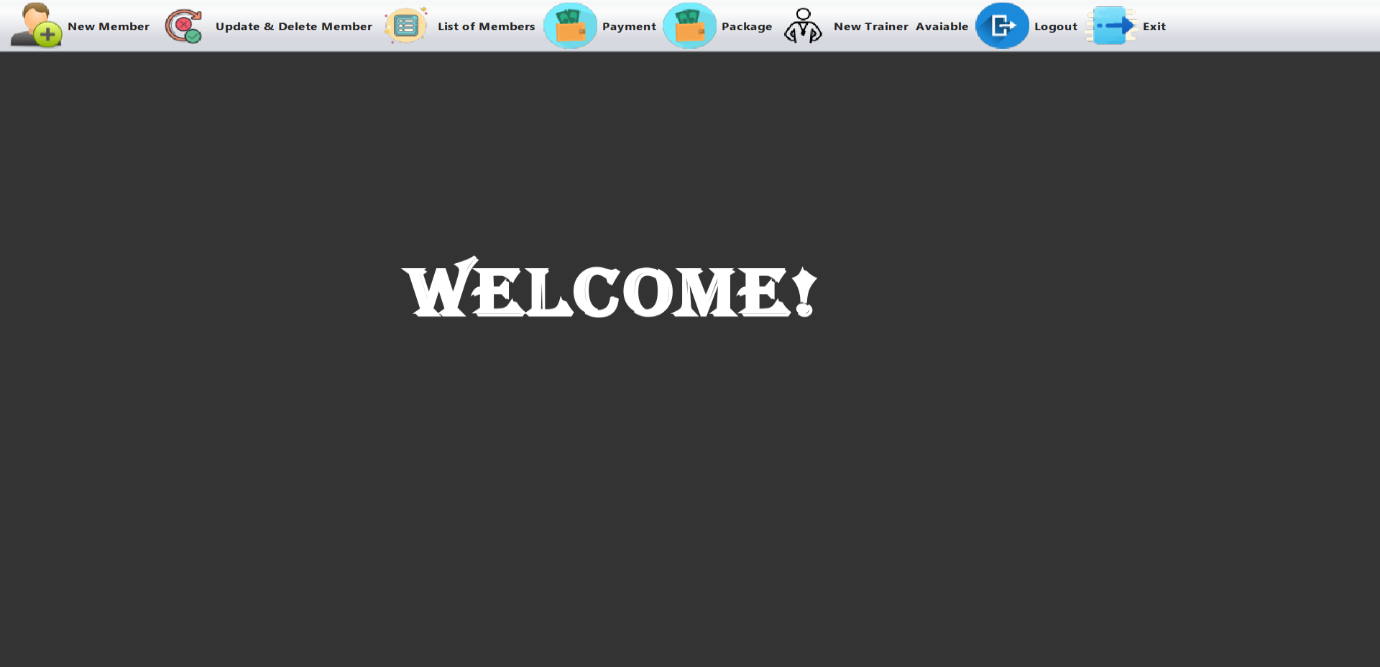 New Member Update & Delete Member List of Members Payment Package New Trainer Avaiable Logout Exit
WELCOME!